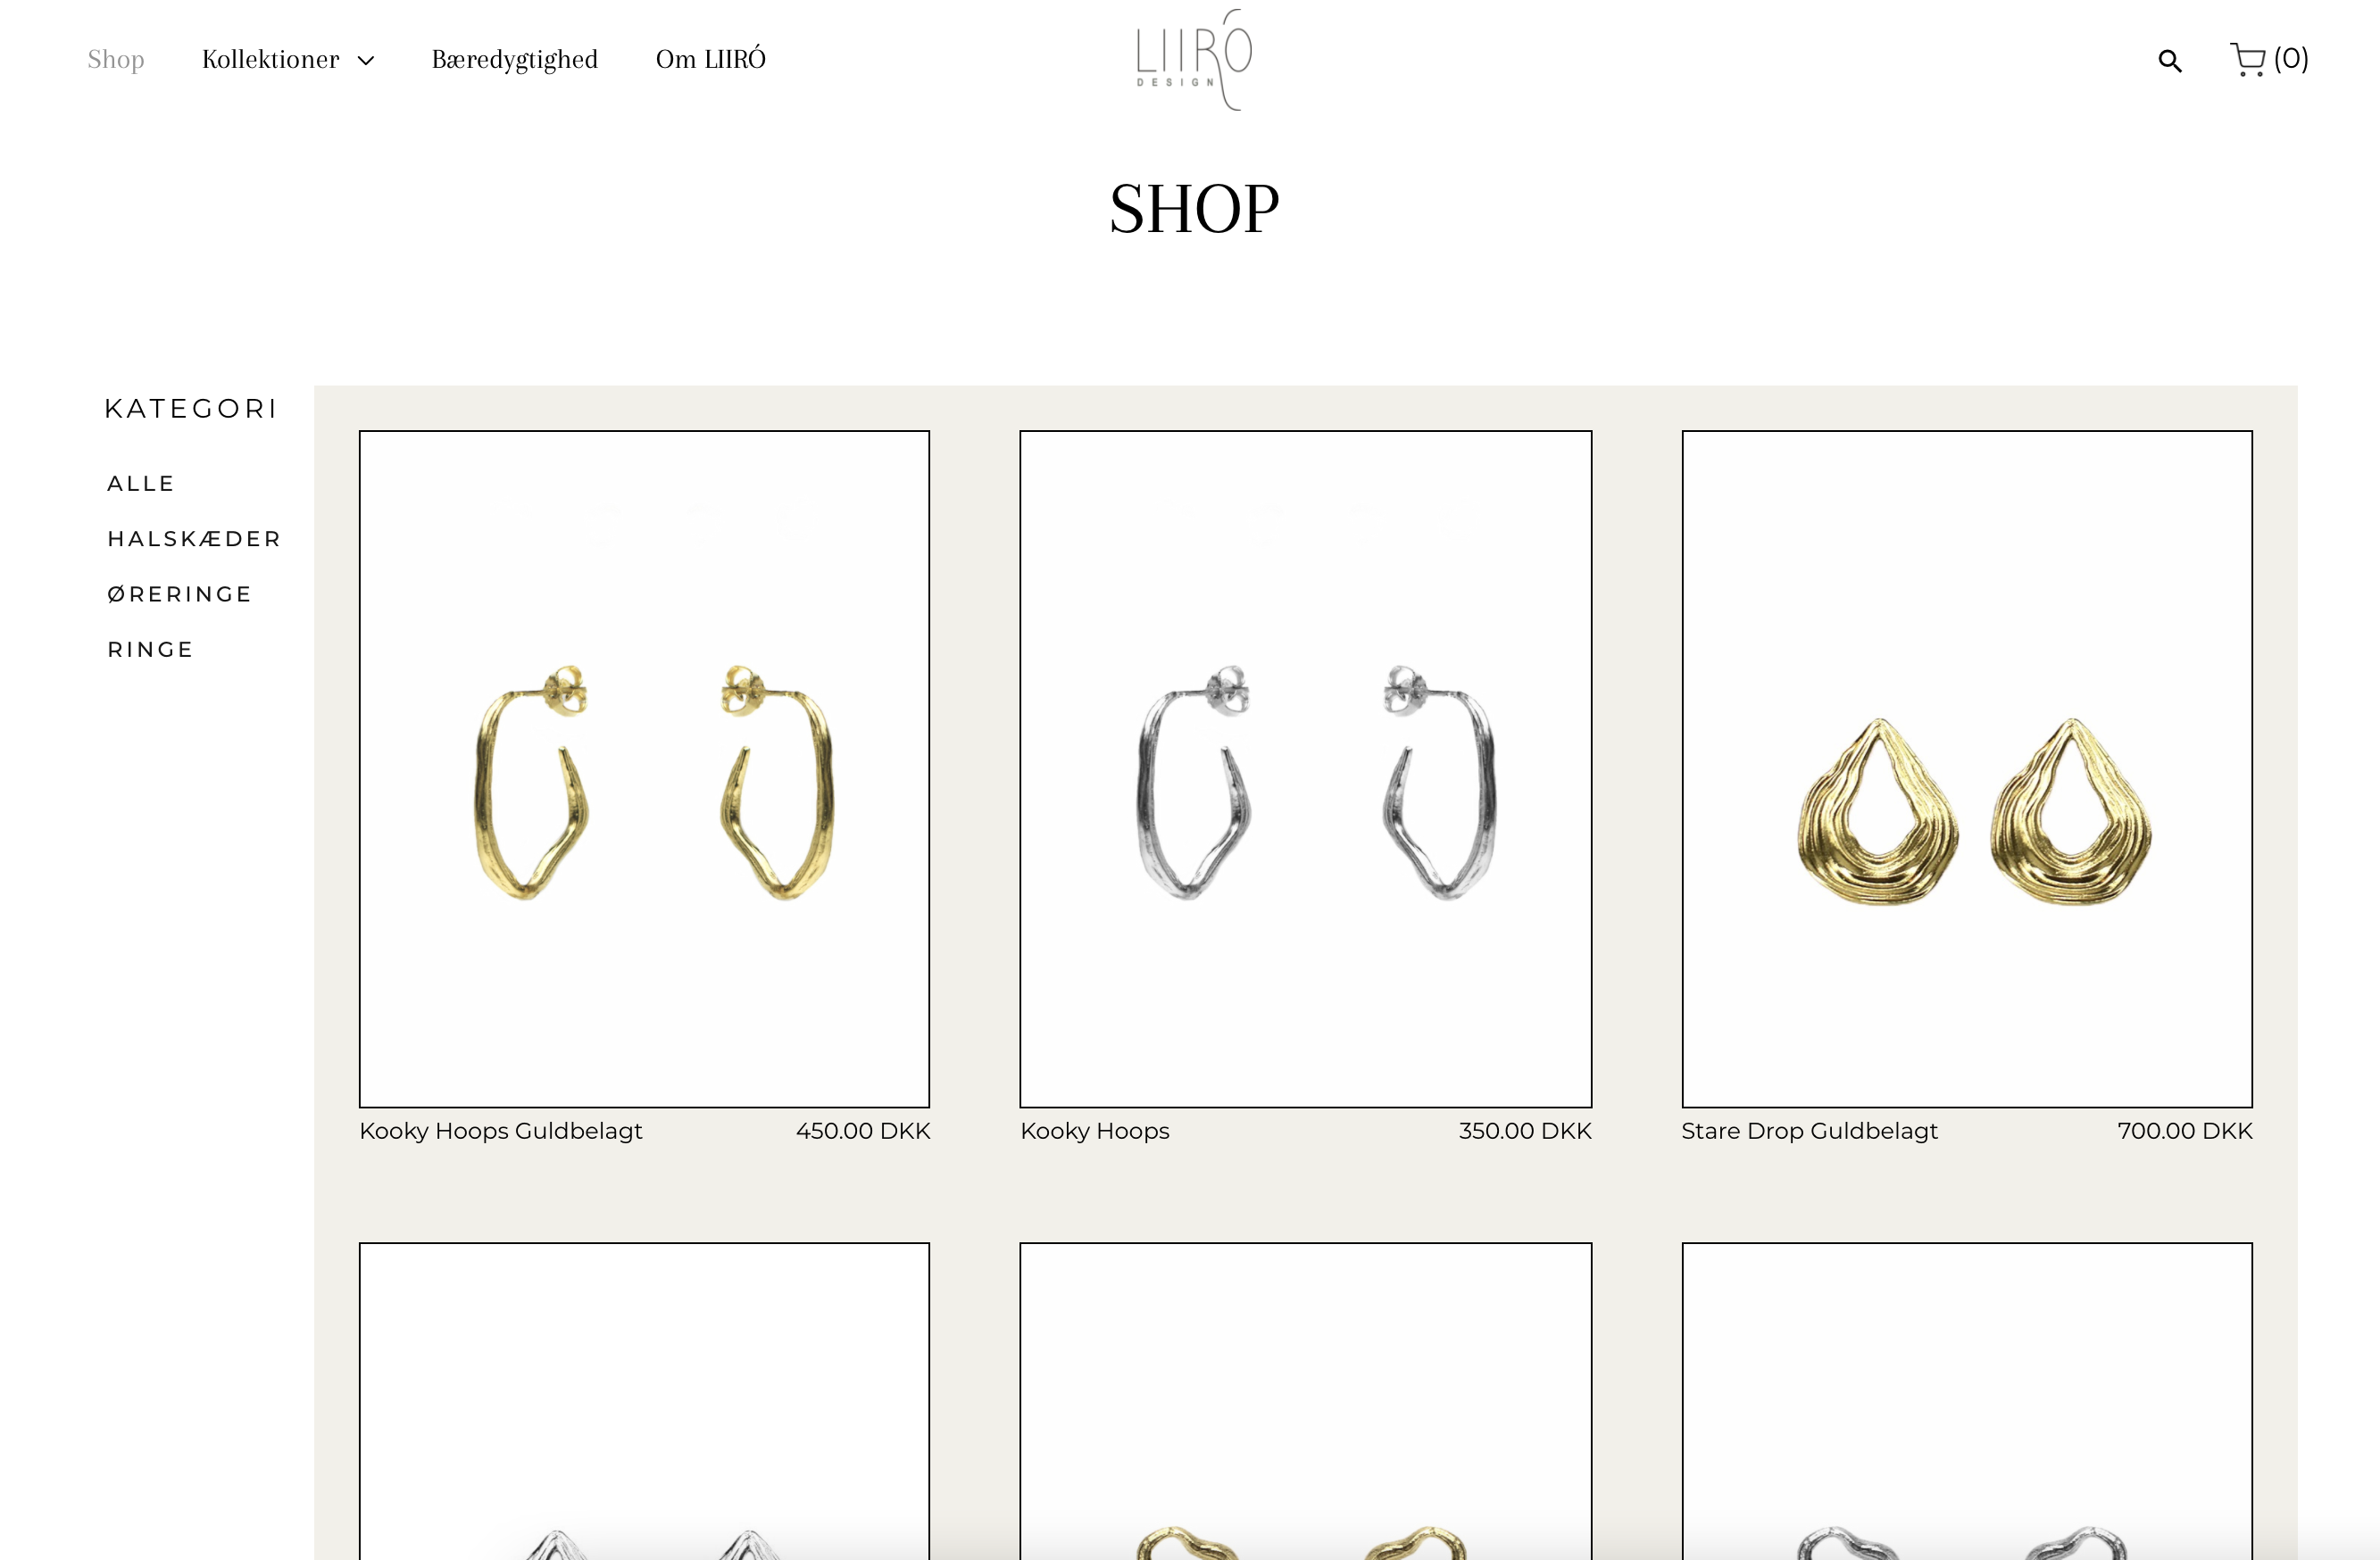 Shop
Kollektioner
Bæredygtighed
Om LIIRÓ
LIIRÓ
DESIGN
(0)
SHOP
KATEGORI
ALLE
HALSKÆDER
ØRERINGE
RINGE
Kooky Hoops Guldbelagt 450.00 DKK
Kooky Hoops 350.00 DKK
Stare Drop Guldbelagt 700.00 DKK